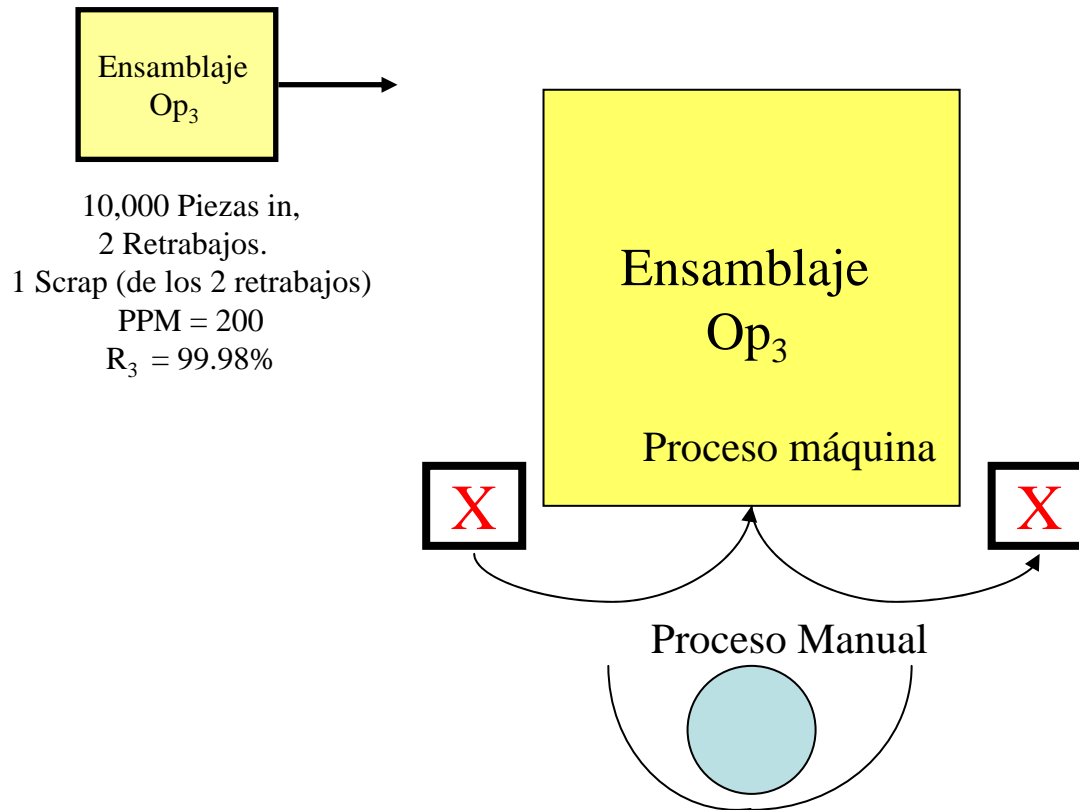 Ensamblaje
Op₃
10,000 Piezas in,
2 Retrabajos.
1 Scrap (de los 2 retrabajos)
PPM = 200
R₃ = 99.98%
Ensamblaje
Op₃
Proceso máquina
X
X
Proceso Manual